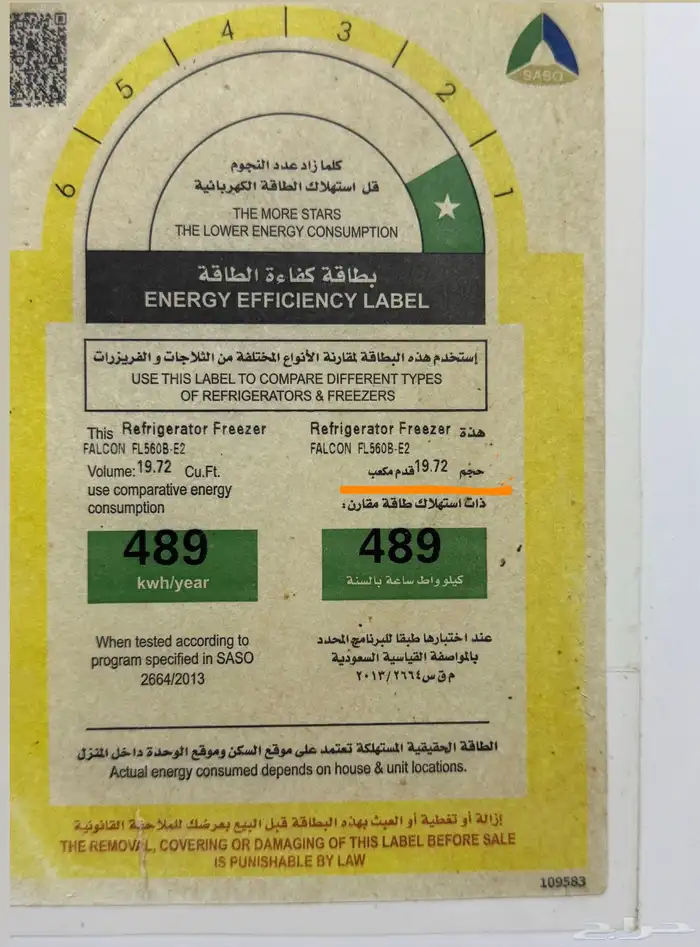 SASO
6 5 4 3 2 1
كلما زاد عدد النجوم
قل استهلاك الطاقة الكهربائية
THE MORE STARS
THE LOWER ENERGY CONSUMPTION
بطاقة كفاءة الطاقة
ENERGY EFFICIENCY LABEL
إستخدم هذه البطاقة لمقارنة الأنواع المختلفة من الثلاجات و الفريزرات
USE THIS LABEL TO COMPARE DIFFERENT TYPES
OF REFRIGERATORS & FREEZERS
This Refrigerator Freezer
FALCON FL560B-E2
Volume: 19.72 Cu.Ft.
use comparative energy
consumption
489
kwh/year
When tested according to
program specified in SASO
2664/2013
هذة Refrigerator Freezer
FALCON FL560B-E2
حجم 19.72 قدم مكعب
ذات استهلاك طاقة مقارن:
489
كيلو واط ساعة بالسنة
عند اختبارها طبقا للبرنامج المحدد
بالمواصفة القياسية السعودية
م ق س ٢٠١٣/٢٦٦٤
الطاقة الحقيقية المستهلكة تعتمد على موقع السكن وموقع الوحدة داخل المنزل
Actual energy consumed depends on house & unit locations.
إزالة أو تغطية أو العبث بهذه البطاقة قبل البيع يعرضك للملاحقة القانونية
THE REMOVAL, COVERING OR DAMAGING OF THIS LABEL BEFORE SALE
IS PUNISHABLE BY LAW
109583
حراج